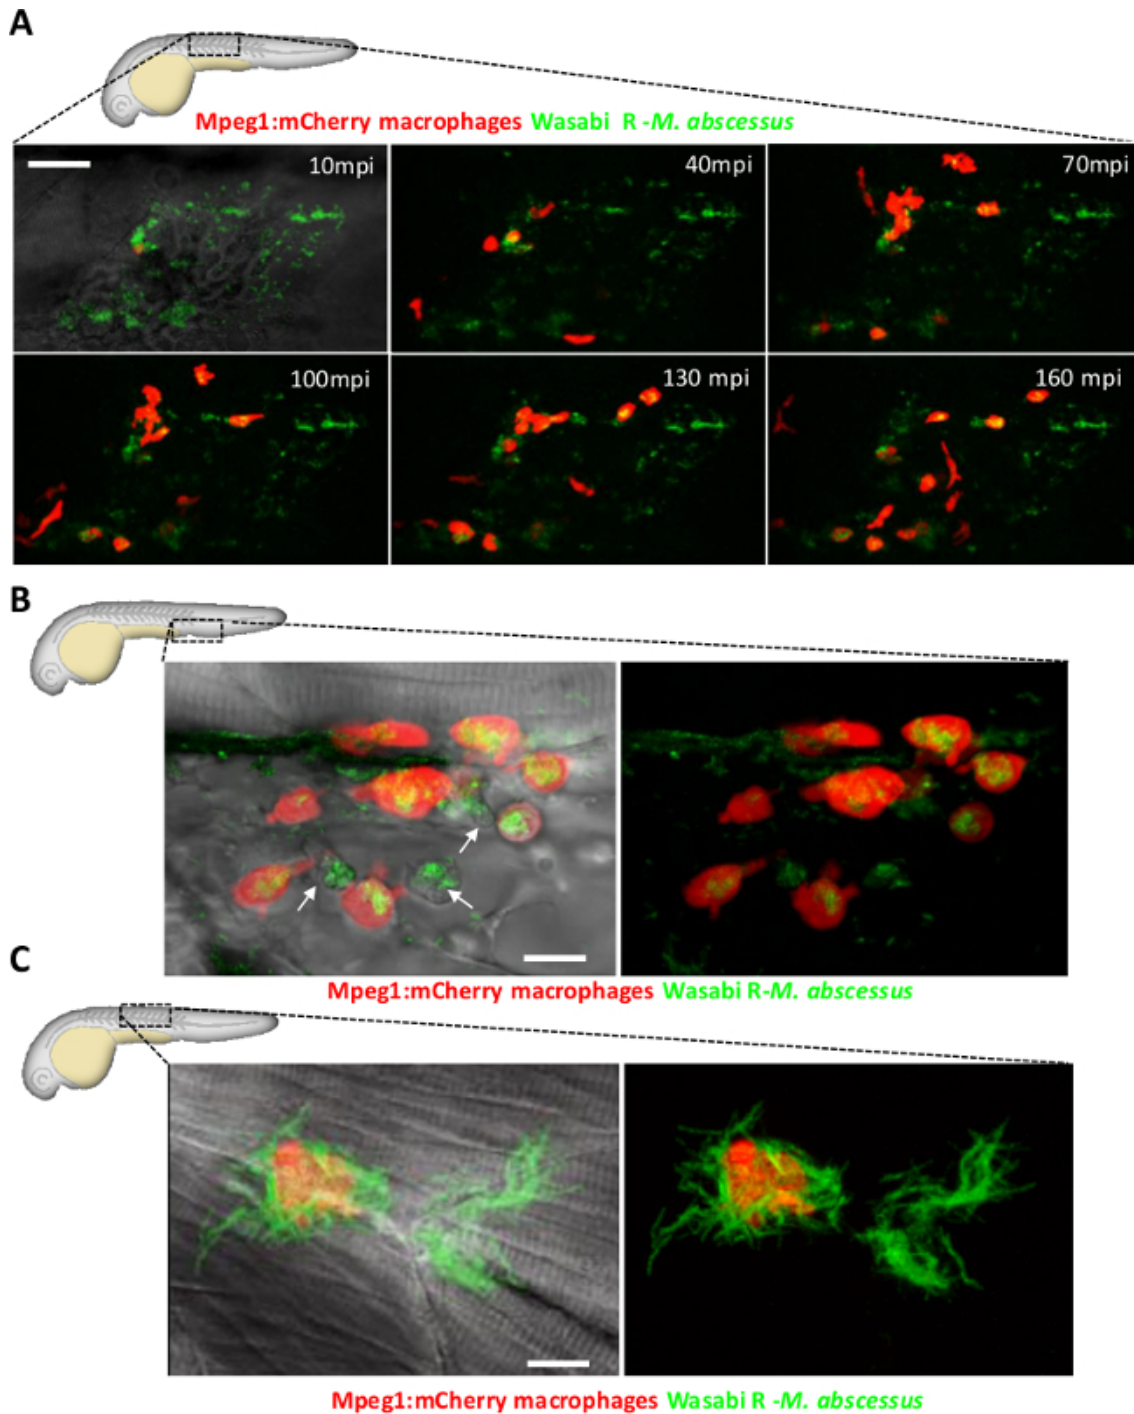 A
Mpeg1:mCherry macrophages Wasabi R -M. abscessus
10mpi
40mpi
70mpi
100mpi
130 mpi
160 mpi
B
Mpeg1:mCherry macrophages Wasabi R-M. abscessus
C
Mpeg1:mCherry macrophages Wasabi R -M. abscessus